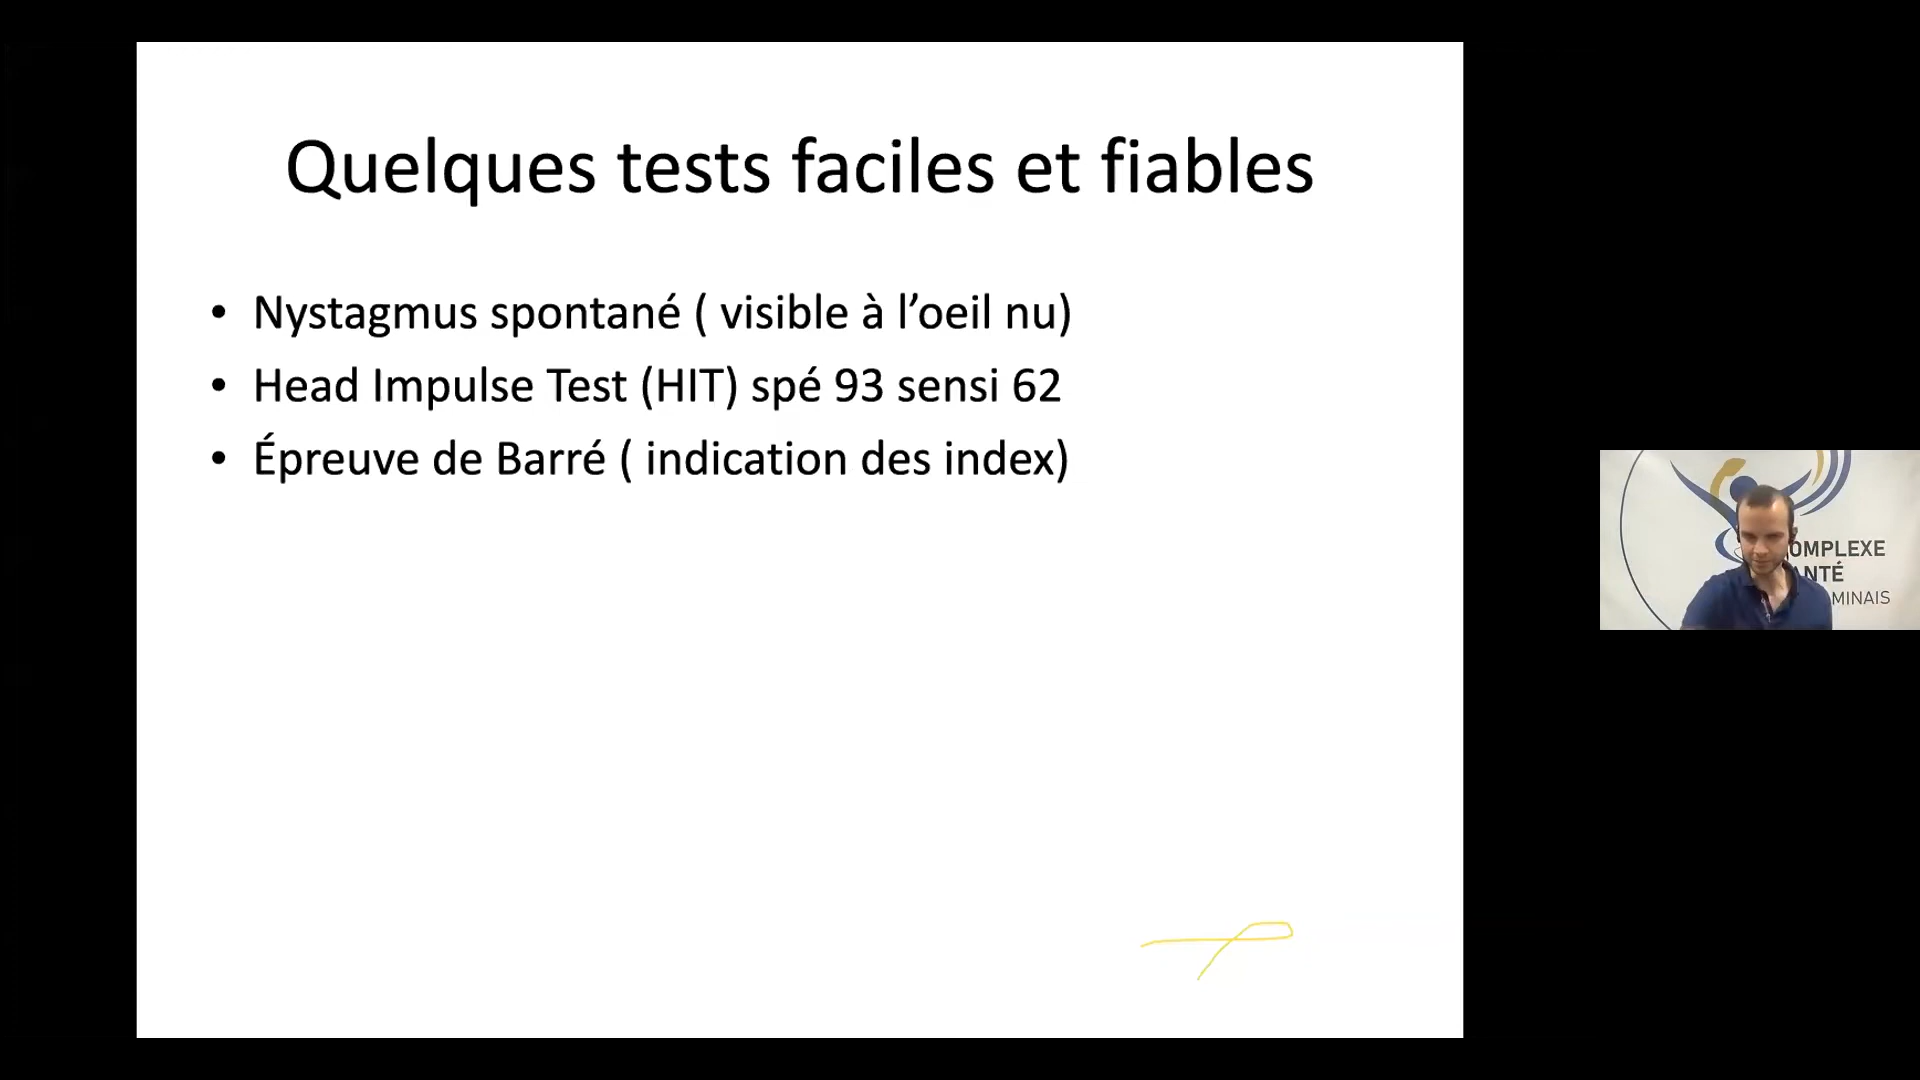 Quelques tests faciles et fiables
• Nystagmus spontané ( visible à l’oeil nu)
• Head Impulse Test (HIT) spé 93 sensi 62
• Épreuve de Barré ( indication des index)
OMPLEXE
ANTÉ
MINAIS